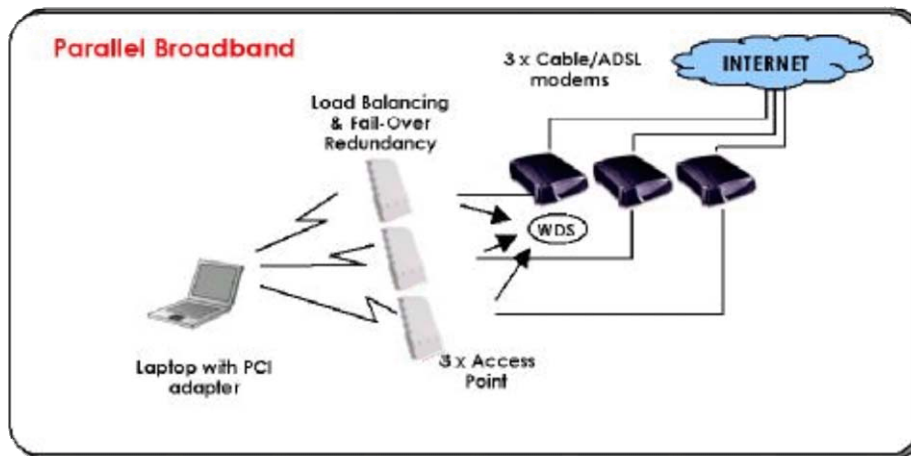 Parallel Broadband
3 x Cable/ADSL
modems
INTERNET
Load Balancing
& Fail-Over
Redundancy
WDS
Laptop with PCI
adapter
3 x Access
Point